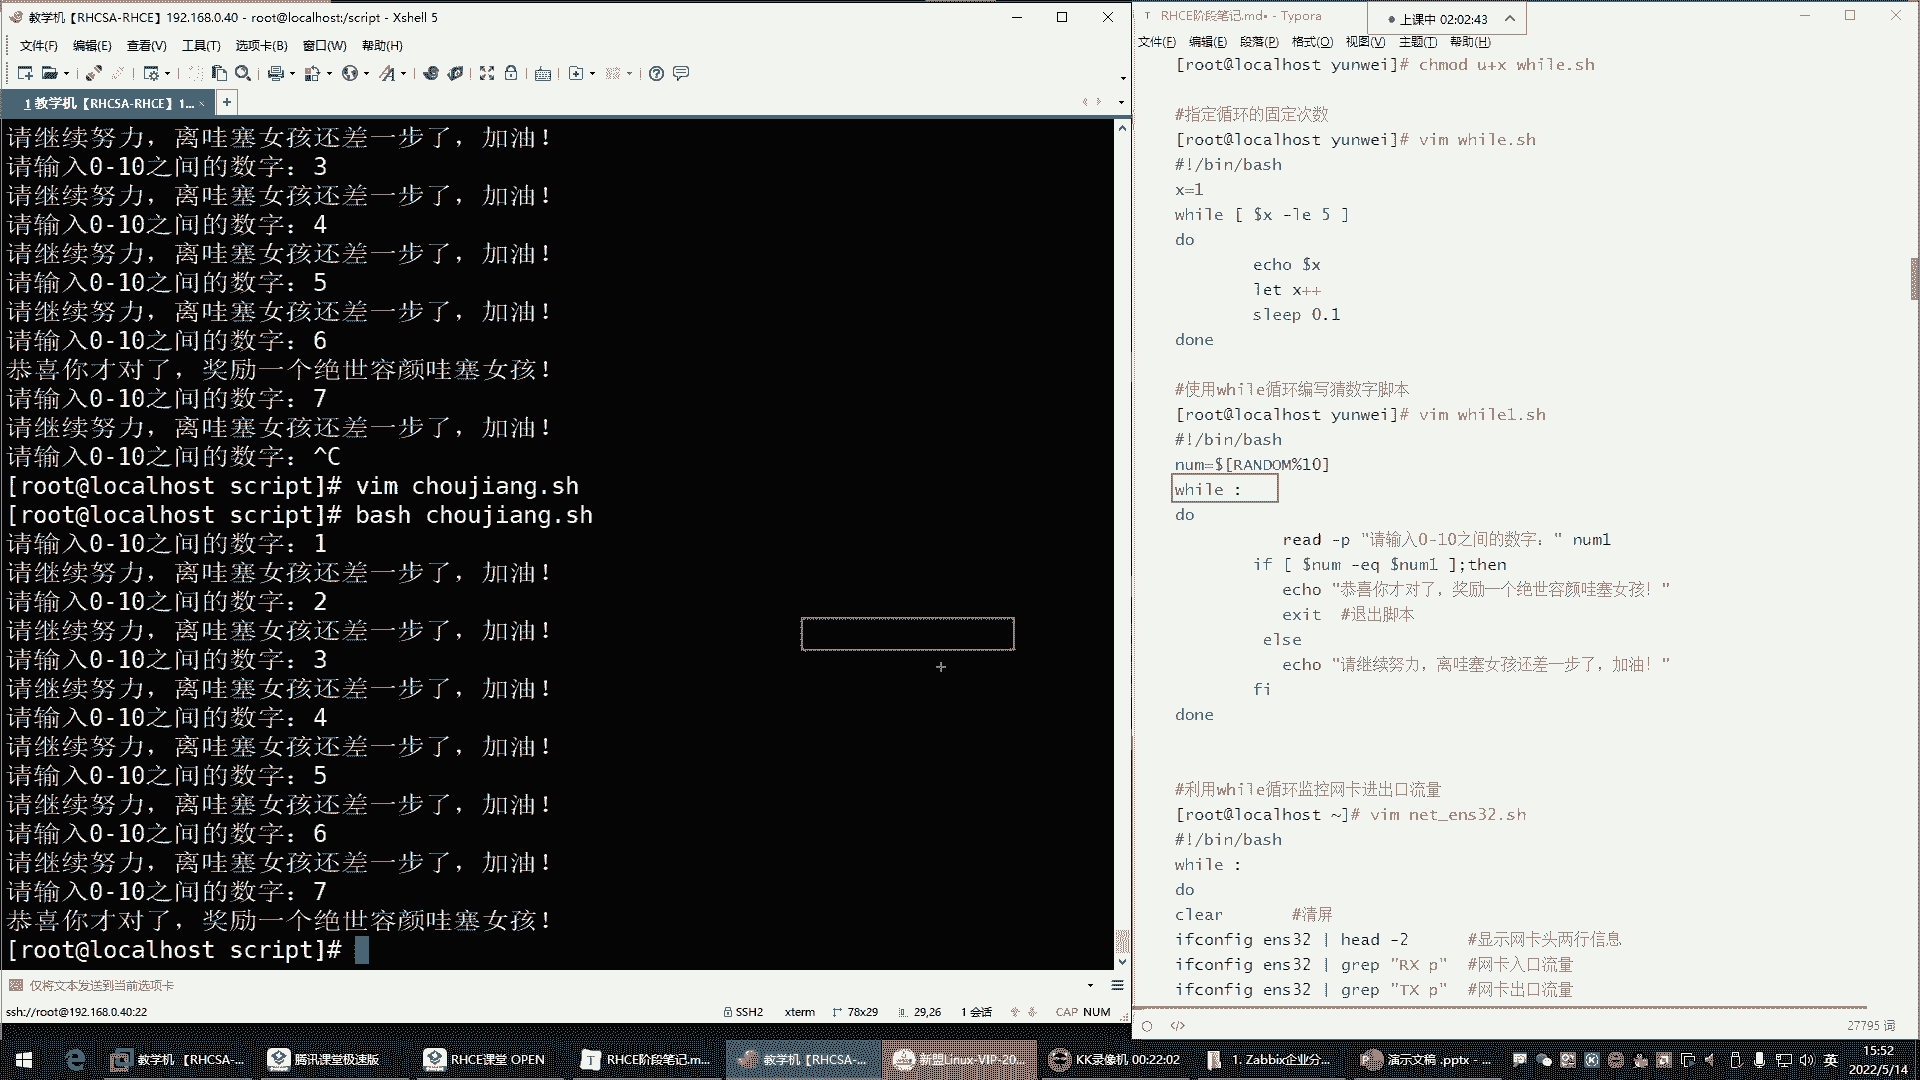 教学机【RHCSA-RHCE】192.168.0.40 - root@localhost:/script - Xshell 5
文件(F) 编辑(E) 查看(V) 工具(T) 选项卡(B) 窗口(W) 帮助(H)
1 教学机【RHCSA-RHCE】1... × +
请继续努力，离哇塞女孩还差一步了，加油！
请输入0-10之间的数字：3
请继续努力，离哇塞女孩还差一步了，加油！
请输入0-10之间的数字：4
请继续努力，离哇塞女孩还差一步了，加油！
请输入0-10之间的数字：5
请继续努力，离哇塞女孩还差一步了，加油！
请输入0-10之间的数字：6
恭喜你才对了，奖励一个绝世容颜哇塞女孩！
请输入0-10之间的数字：7
请继续努力，离哇塞女孩还差一步了，加油！
请输入0-10之间的数字：^C
[root@localhost script]# vim choujiang.sh
[root@localhost script]# bash choujiang.sh
请输入0-10之间的数字：1
请继续努力，离哇塞女孩还差一步了，加油！
请输入0-10之间的数字：2
请继续努力，离哇塞女孩还差一步了，加油！
请输入0-10之间的数字：3
请继续努力，离哇塞女孩还差一步了，加油！
请输入0-10之间的数字：4
请继续努力，离哇塞女孩还差一步了，加油！
请输入0-10之间的数字：5
请继续努力，离哇塞女孩还差一步了，加油！
请输入0-10之间的数字：6
请继续努力，离哇塞女孩还差一步了，加油！
请输入0-10之间的数字：7
恭喜你才对了，奖励一个绝世容颜哇塞女孩！
[root@localhost script]#
仅将文本发送到当前选项卡
ssh://root@192.168.0.40:22 SSH2 xterm 78x29 29,26 1 会话 CAP NUM
RHCE阶段笔记.md• - Typora
上课中 02:02:43
文件(F) 编辑(E) 段落(P) 格式(O) 视图(V) 主题(T) 帮助(H)
[root@localhost yunwei]# chmod u+x while.sh
#指定循环的固定次数
[root@localhost yunwei]# vim while.sh
#!/bin/bash
x=1
while [ $x -le 5 ]
do
echo $x
let x++
sleep 0.1
done
#使用while循环编写猜数字脚本
[root@localhost yunwei]# vim while1.sh
#!/bin/bash
num=$[RANDOM%10]
while :
do
read -p "请输入0-10之间的数字：" num1
if [ $num -eq $num1 ];then
echo "恭喜你才对了，奖励一个绝世容颜哇塞女孩！"
exit #退出脚本
else
echo "请继续努力，离哇塞女孩还差一步了，加油！"
fi
done
#利用while循环监控网卡进出口流量
[root@localhost ~]# vim net_ens32.sh
#!/bin/bash
while :
do
clear #清屏
ifconfig ens32 | head -2 #显示网卡头两行信息
ifconfig ens32 | grep "RX p" #网卡入口流量
ifconfig ens32 | grep "TX p" #网卡出口流量
</> 27795 词
教学机【RHCSA-... 腾讯课堂极速版 RHCE课堂 OPEN RHCE阶段笔记.m... 教学机【RHCSA-... 新盟Linux-VIP-20... KK录像机 00:22:02 1. Zabbix企业分... 演示文稿 .pptx - ... 英 15:52
2022/5/14